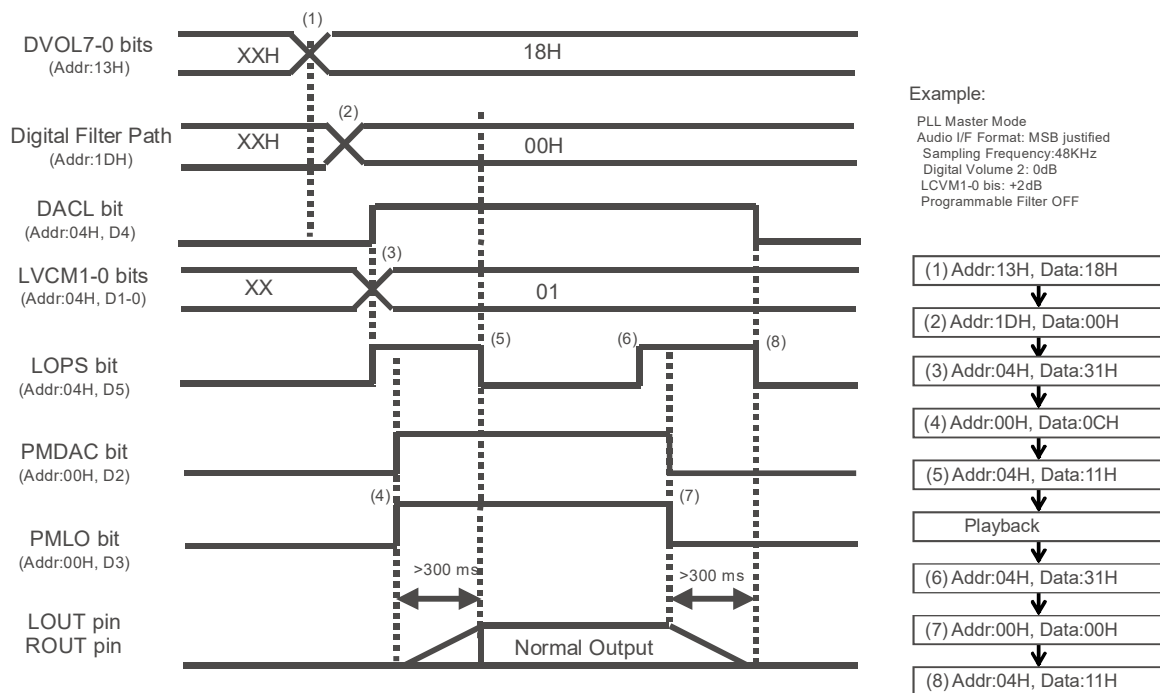 (1)
DVOL7-0 bits
(Addr:13H)
XXH
18H
(2)
Digital Filter Path
(Addr:1DH)
XXH
00H
DACL bit
(Addr:04H, D4)
(3)
LVCM1-0 bits
(Addr:04H, D1-0)
XX
01
(5)
(6)
(8)
LOPS bit
(Addr:04H, D5)
PMDAC bit
(Addr:00H, D2)
(4)
(7)
PMLO bit
(Addr:00H, D3)
>300 ms
>300 ms
LOUT pin
ROUT pin
Normal Output
Example:
PLL Master Mode
Audio I/F Format: MSB justified
Sampling Frequency:48KHz
Digital Volume 2: 0dB
LCVM1-0 bis: +2dB
Programmable Filter OFF
(1) Addr:13H, Data:18H
(2) Addr:1DH, Data:00H
(3) Addr:04H, Data:31H
(4) Addr:00H, Data:0CH
(5) Addr:04H, Data:11H
Playback
(6) Addr:04H, Data:31H
(7) Addr:00H, Data:00H
(8) Addr:04H, Data:11H